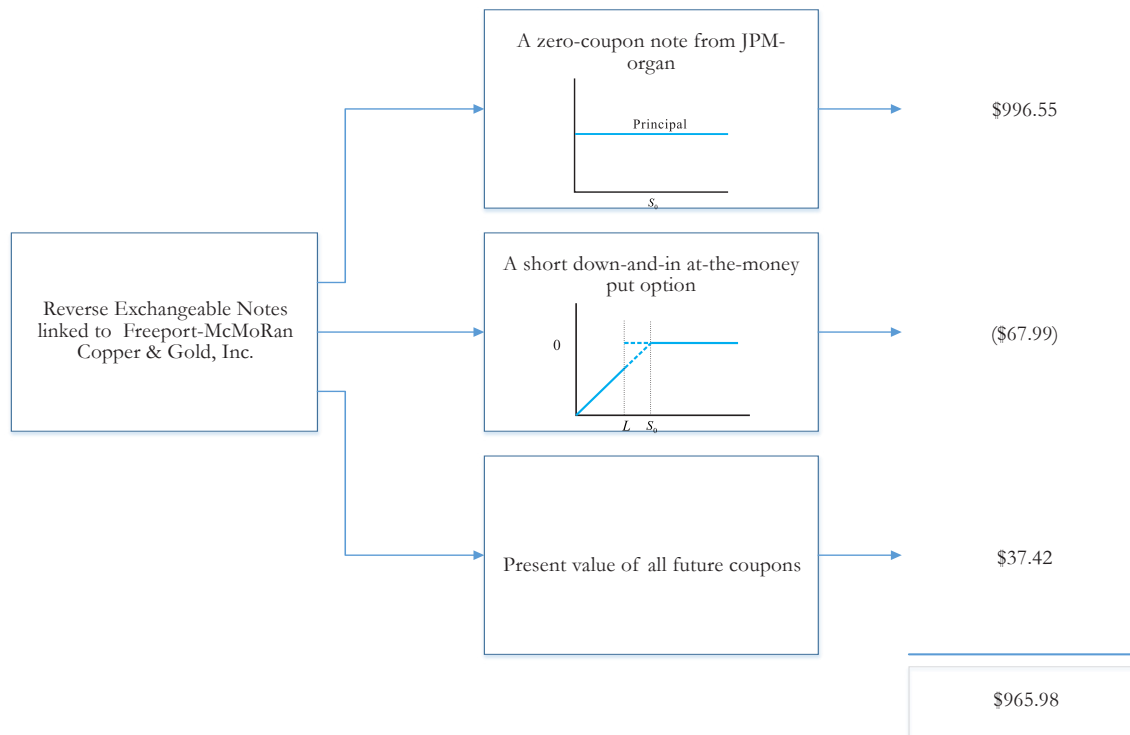 A zero-coupon note from JPM-
organ
Principal
S₀
$996.55
Reverse Exchangeable Notes
linked to Freeport-McMoRan
Copper & Gold, Inc.
A short down-and-in at-the-money
put option
0
L S₀
($67.99)
Present value of all future coupons
$37.42
$965.98